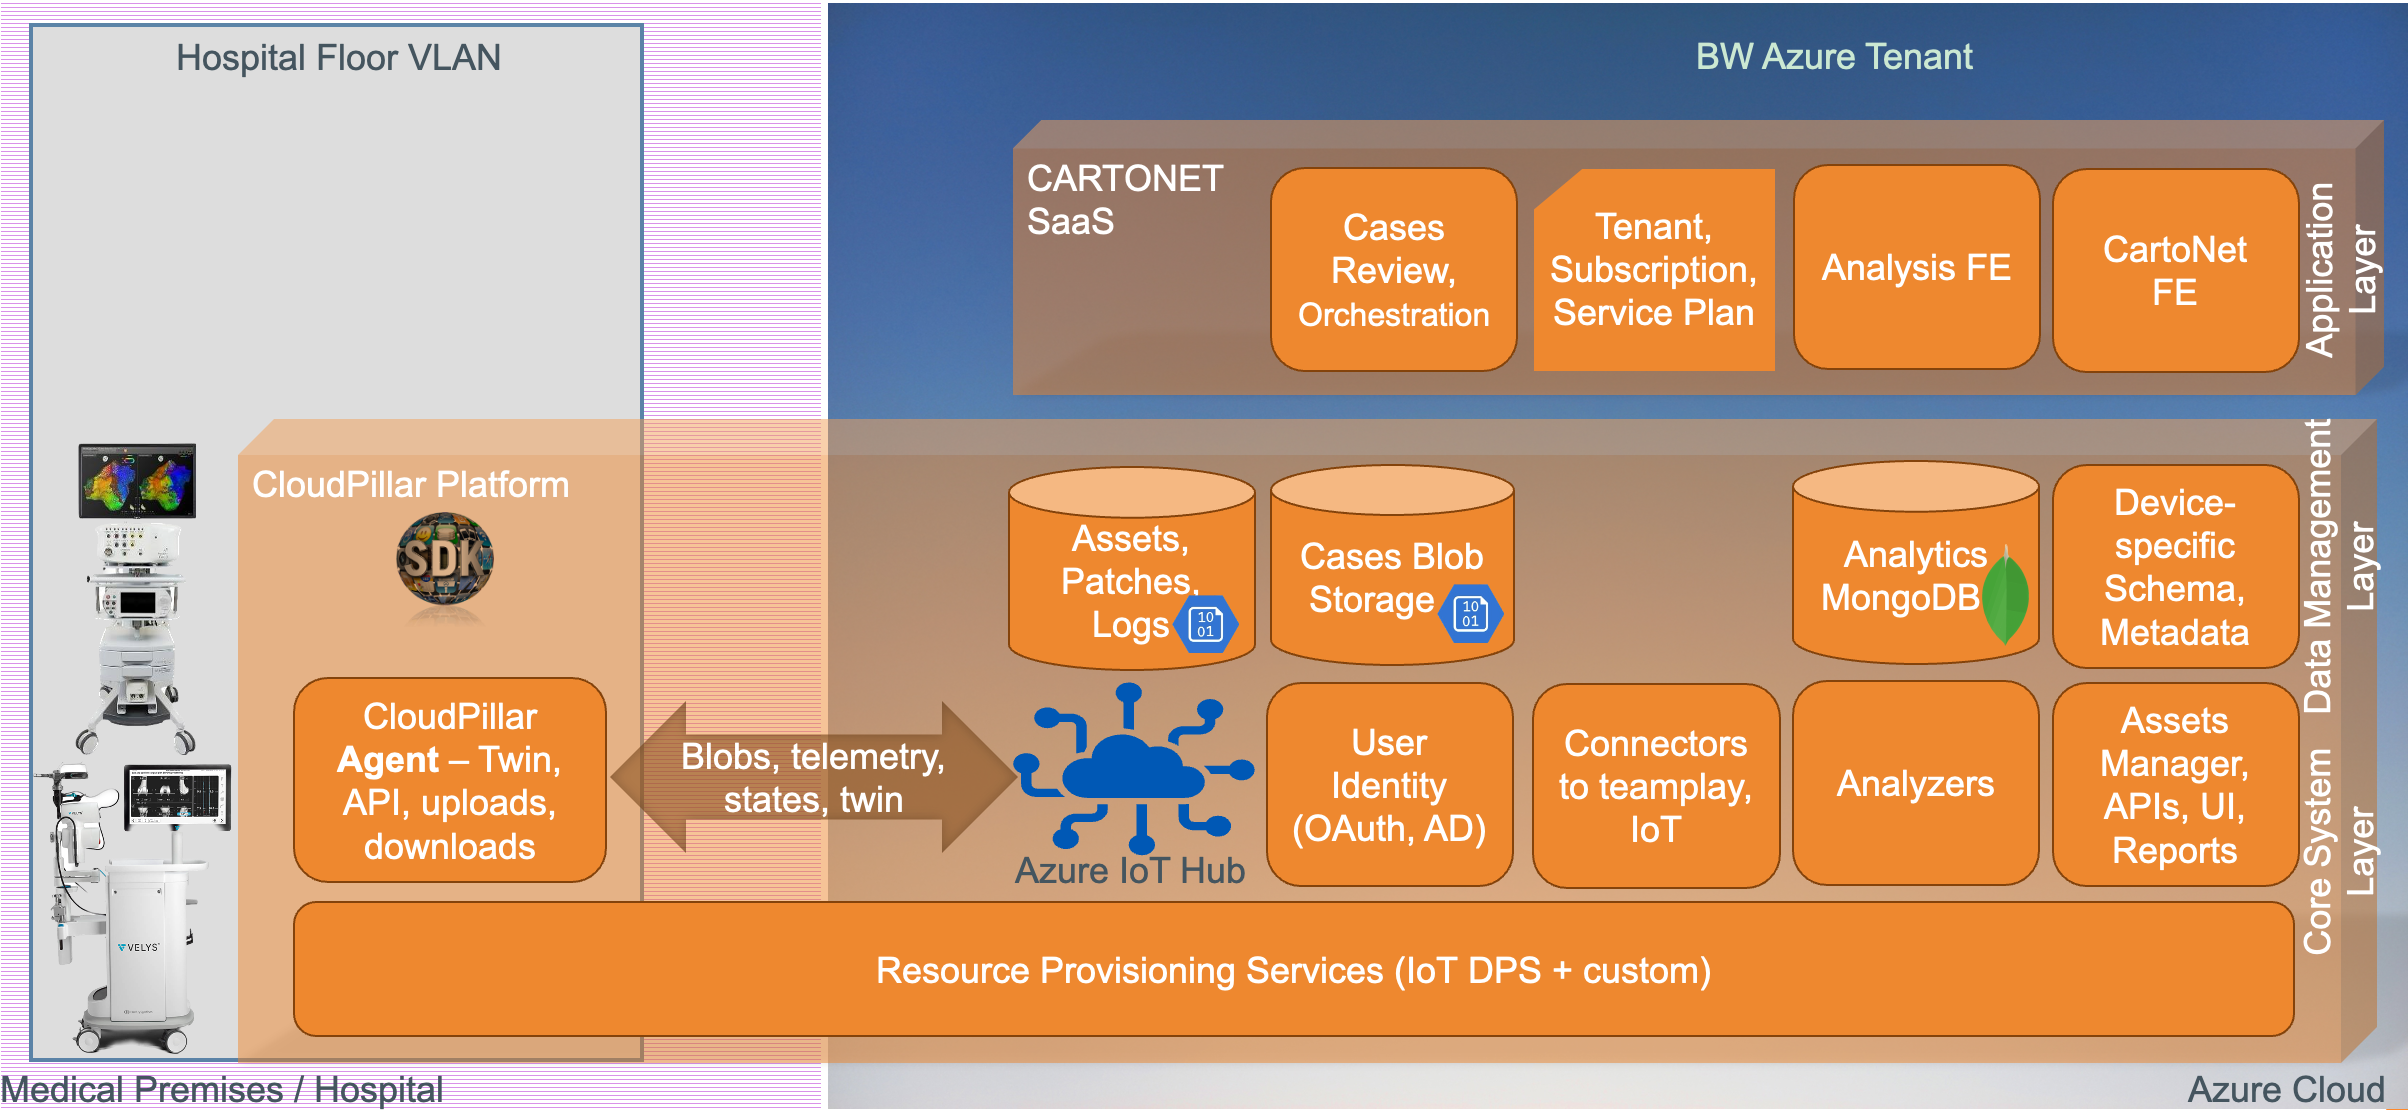 Hospital Floor VLAN
BW Azure Tenant
CARTONET
SaaS
Cases
Review,
Orchestration
Tenant,
Subscription,
Service Plan
Analysis FE
CartoNet
FE
Application
Layer
CloudPillar Platform
SDK
Assets,
Patches,
Logs
10
01
Cases Blob
Storage
10
01
Analytics
MongoDB
Device-
specific
Schema,
Metadata
Data Management
Layer
CloudPillar
Agent – Twin,
API, uploads,
downloads
Blobs, telemetry,
states, twin
Azure IoT Hub
User
Identity
(OAuth, AD)
Connectors
to teamplay,
IoT
Analyzers
Assets
Manager,
APIs, UI,
Reports
Core System
Layer
VELYS
Resource Provisioning Services (IoT DPS + custom)
Medical Premises / Hospital
Azure Cloud